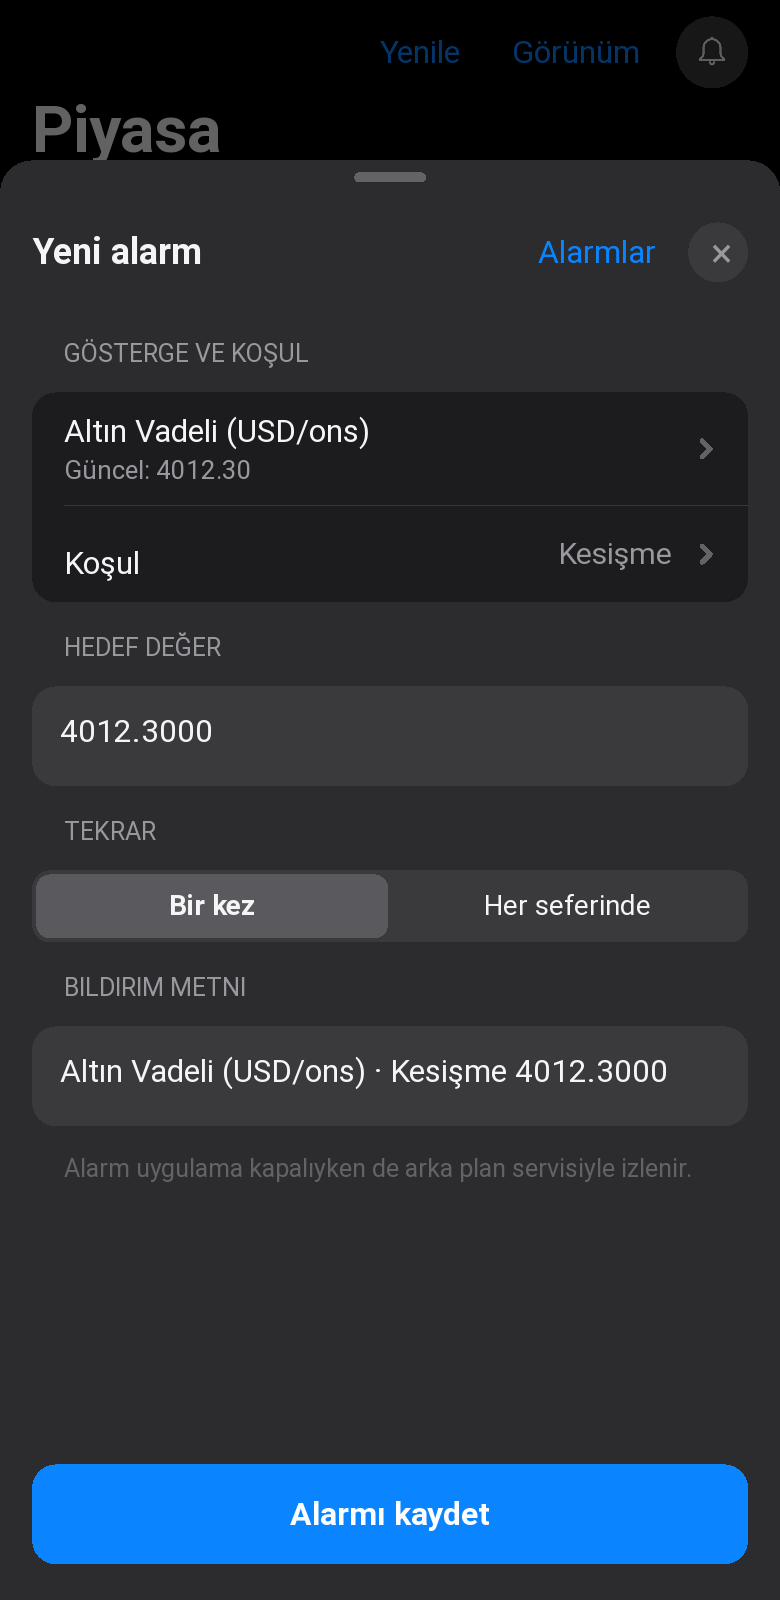 Yenile Görünüm
Piyasa
Yeni alarm
Alarmlar
GÖSTERGE VE KOŞUL
Altın Vadeli (USD/ons)
Güncel: 4012.30
Koşul
Kesişme
HEDEF DEĞER
4012.3000
TEKRAR
Bir kez
Her seferinde
BILDIRIM METNI
Altın Vadeli (USD/ons) · Kesişme 4012.3000
Alarm uygulama kapalıyken de arka plan servisiyle izlenir.
Alarmı kaydet